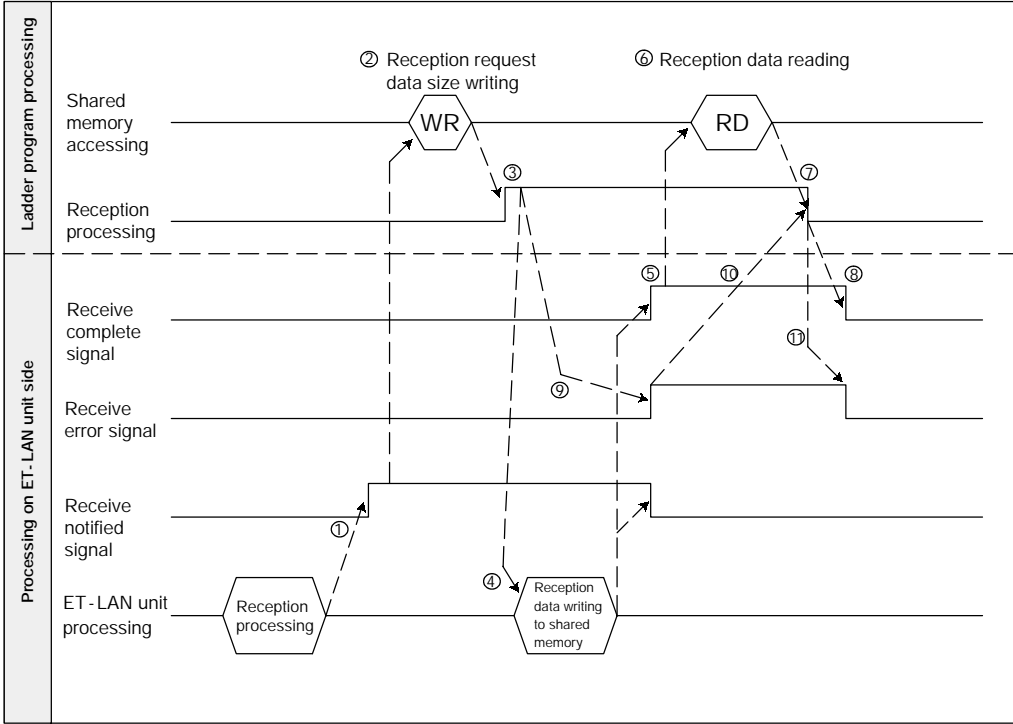 Ladder program processing
② Reception request
data size writing
⑥ Reception data reading
Shared
memory
accessing
WR
RD
③
⑦
Reception
processing
Processing on ET-LAN unit side
⑤
⑩
⑧
Receive
complete
signal
⑪
⑨
Receive
error signal
Receive
notified
signal
①
④
ET-LAN unit
processing
Reception
processing
Reception
data writing
to shared
memory